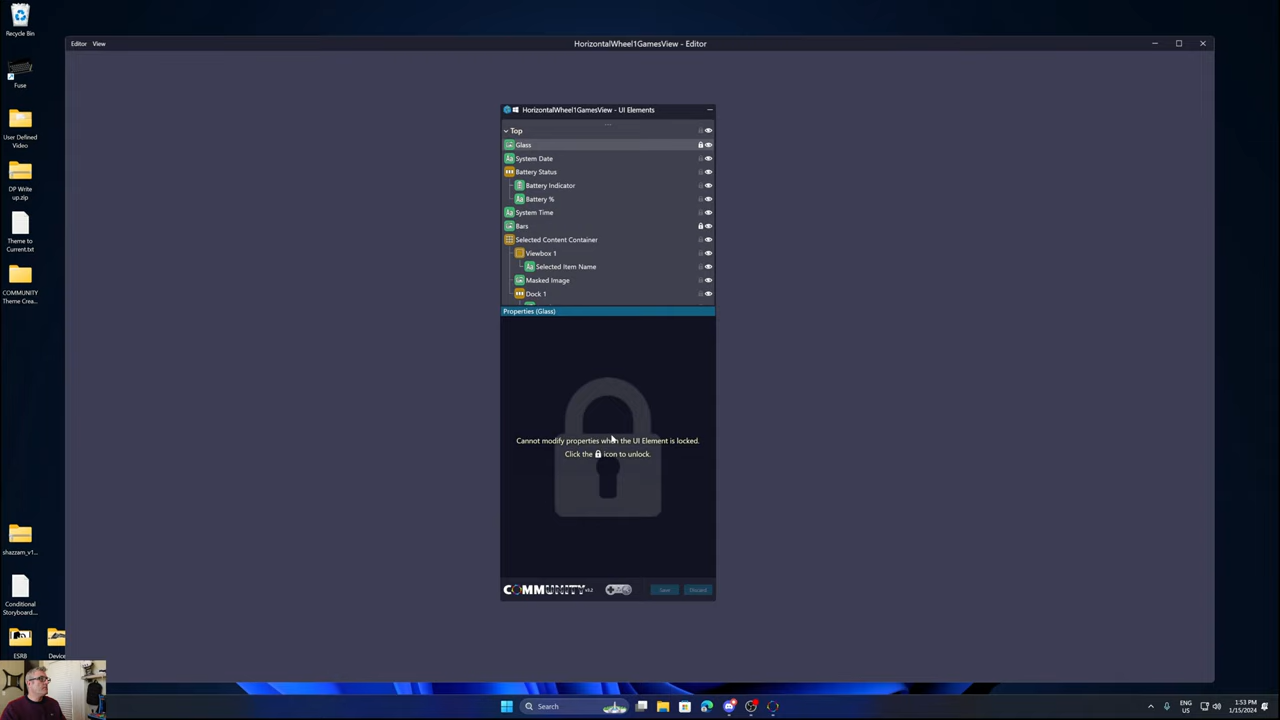 Recycle Bin
Fuse
User Defined
Video
DP Write
up.zip
Theme to
Current.txt
COMMUNITY
Theme Crea...
shazzam_v1...
Conditional
Storyboard...
ESRB
Device
Editor View
HorizontalWheel1GamesView - Editor
HorizontalWheel1GamesView - UI Elements
Top
Glass
System Date
Battery Status
Battery Indicator
Battery %
System Time
Bars
Selected Content Container
Viewbox 1
Selected Item Name
Masked Image
Dock 1
Properties (Glass)
Cannot modify properties when the UI Element is locked.
Click the icon to unlock.
COMMUNITY v3.2
Save
Discard
Search
ENG
US
1:53 PM
1/15/2024